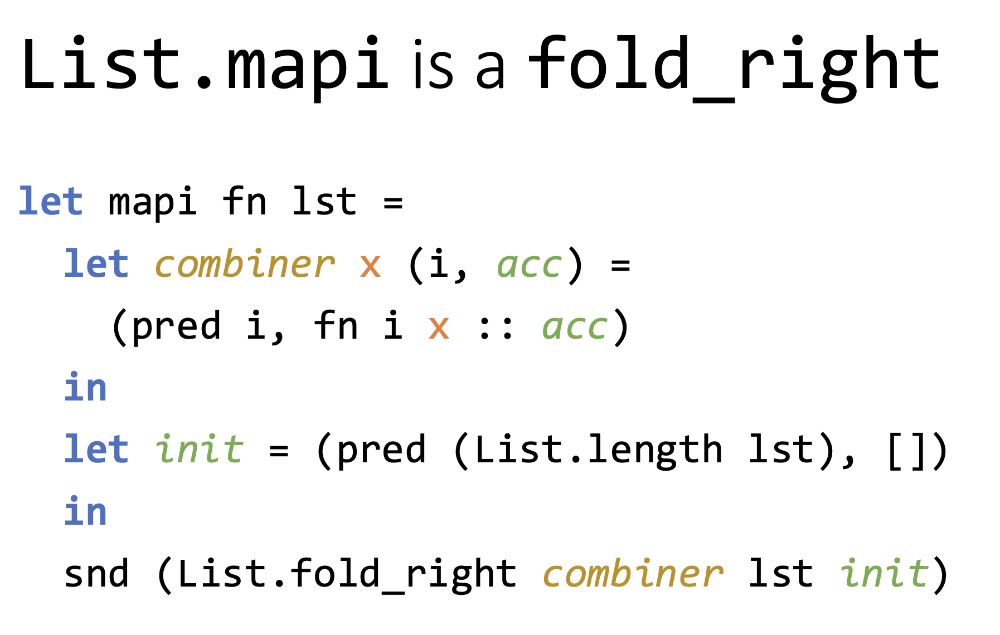 List.mapi is a fold_right
let mapi fn lst =
let combiner x (i, acc) =
(pred i, fn i x :: acc)
in
let init = (pred (List.length lst), [])
in
snd (List.fold_right combiner lst init)